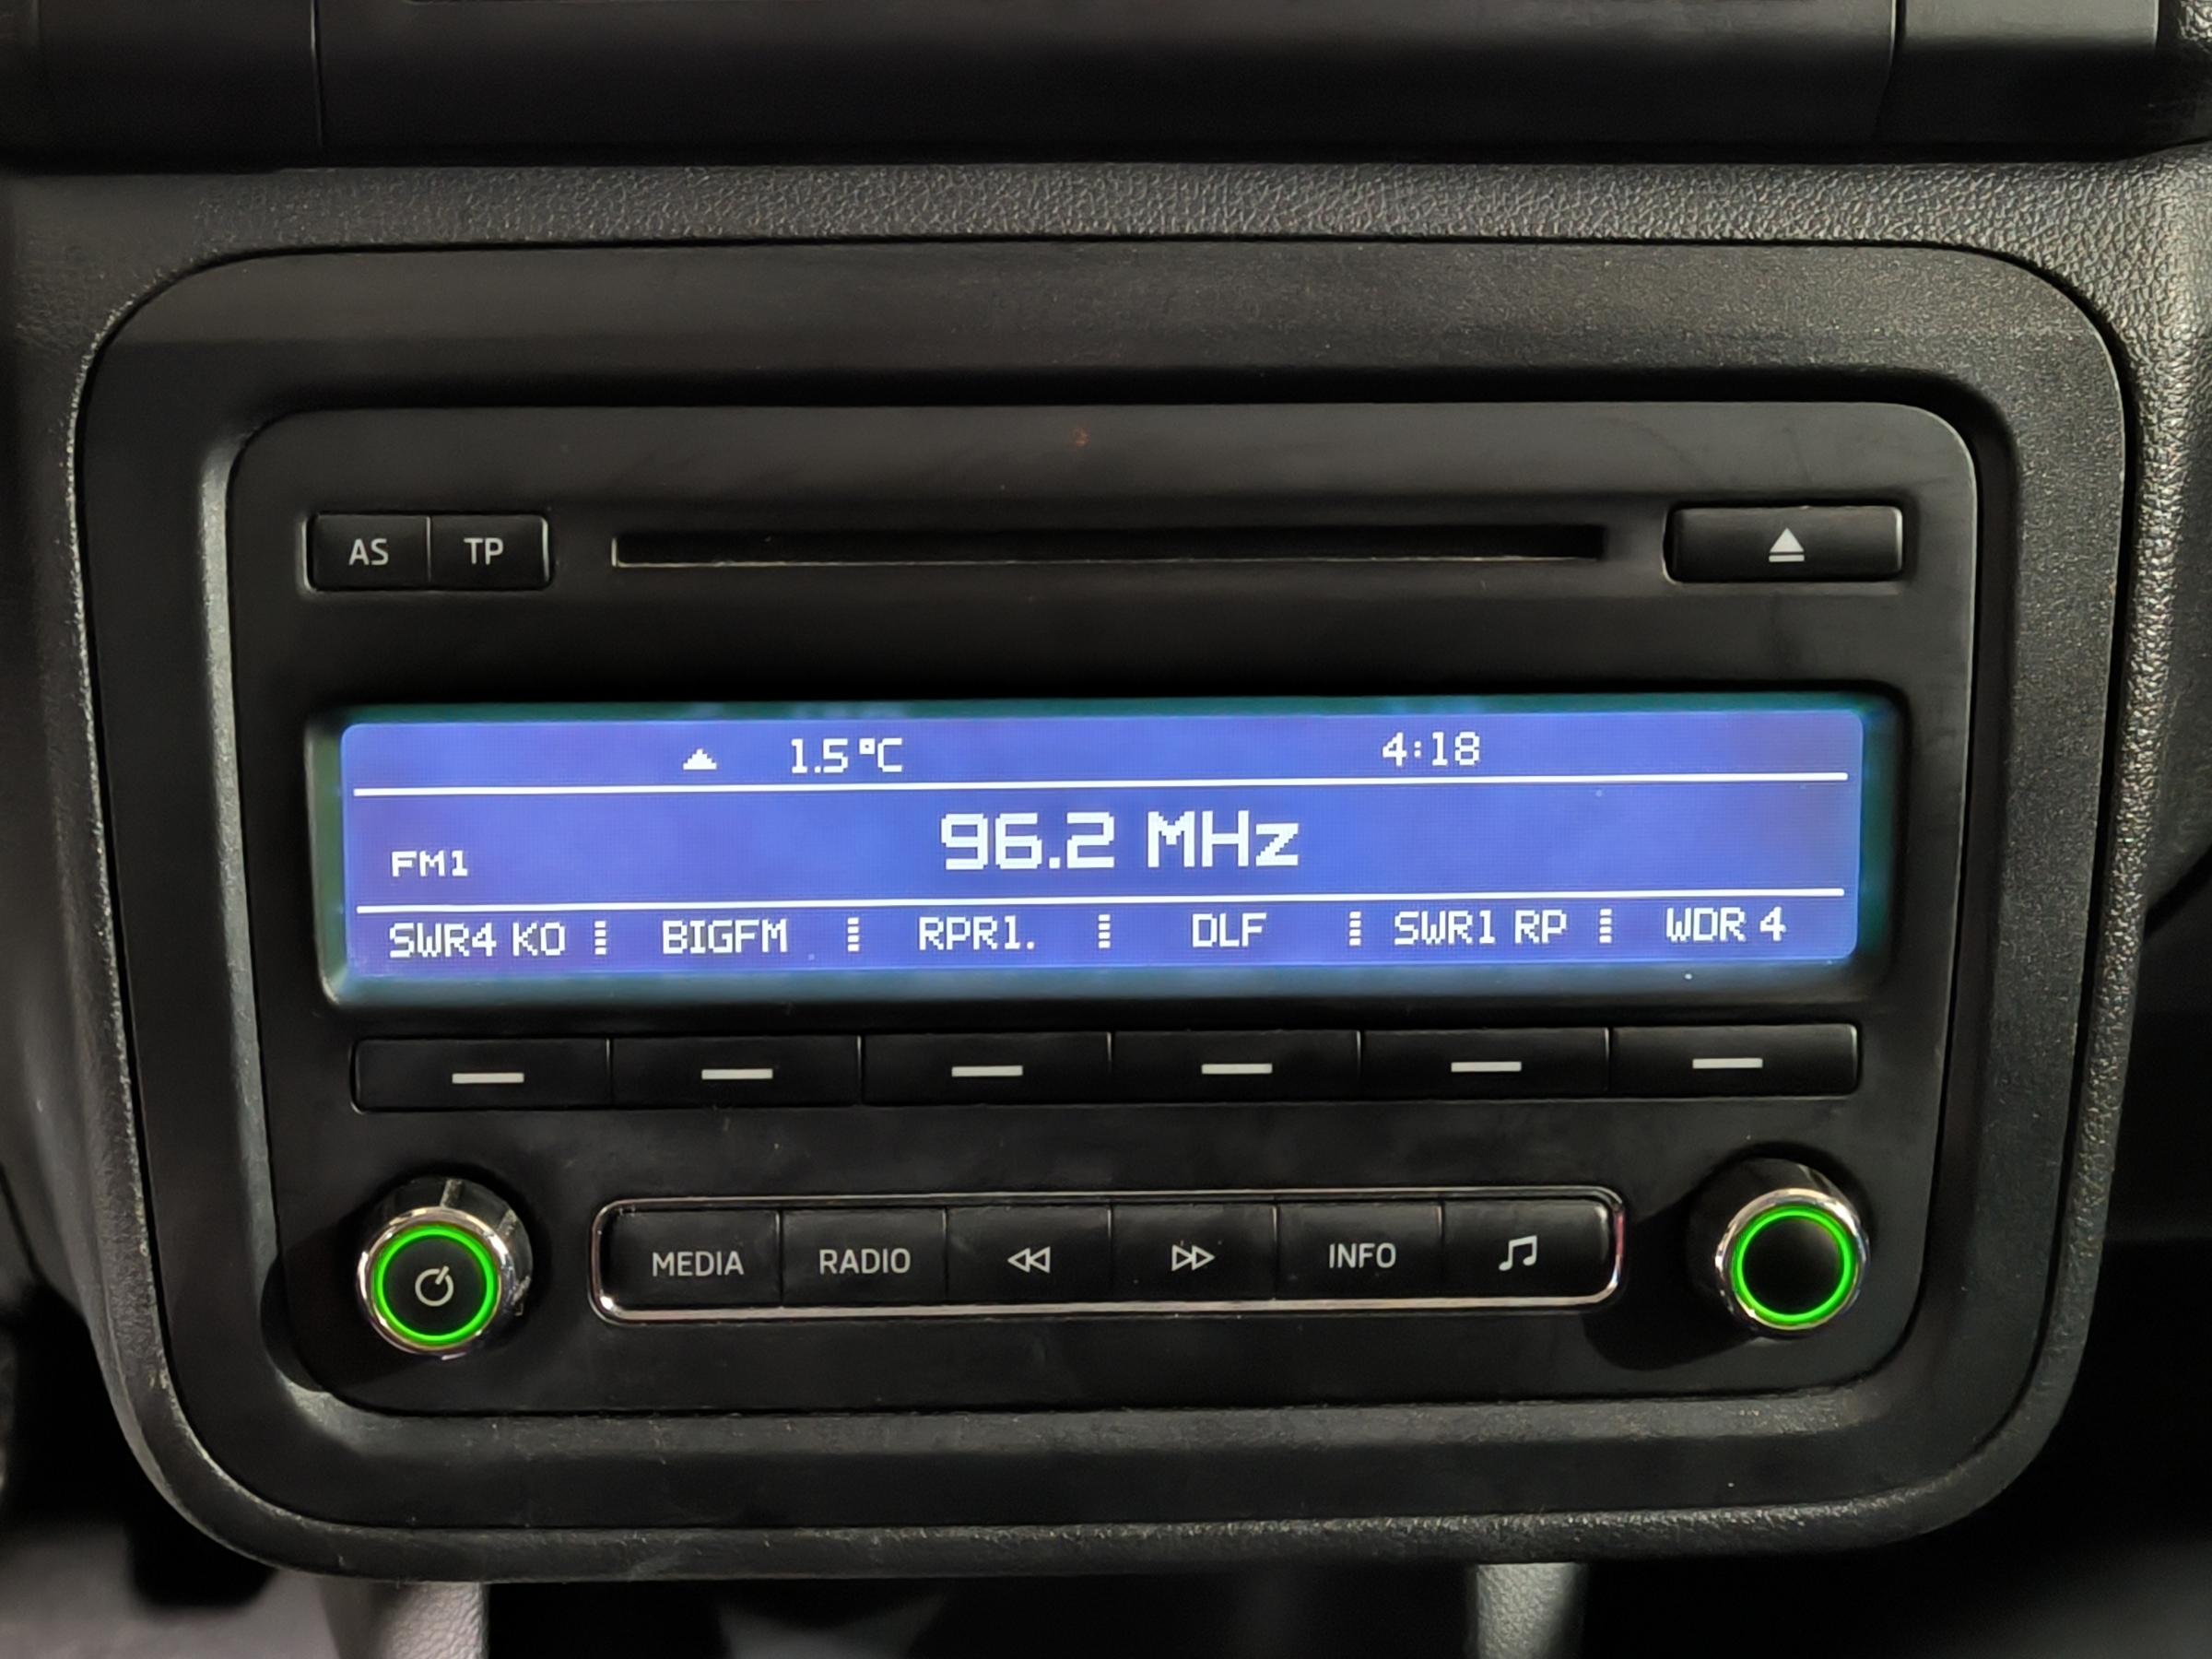 AS TP
1.5°C 4:18
96.2 MHz
FM1
SWR4 KO BIGFM RPR1. DLF SWR1 RP WDR 4
MEDIA RADIO INFO